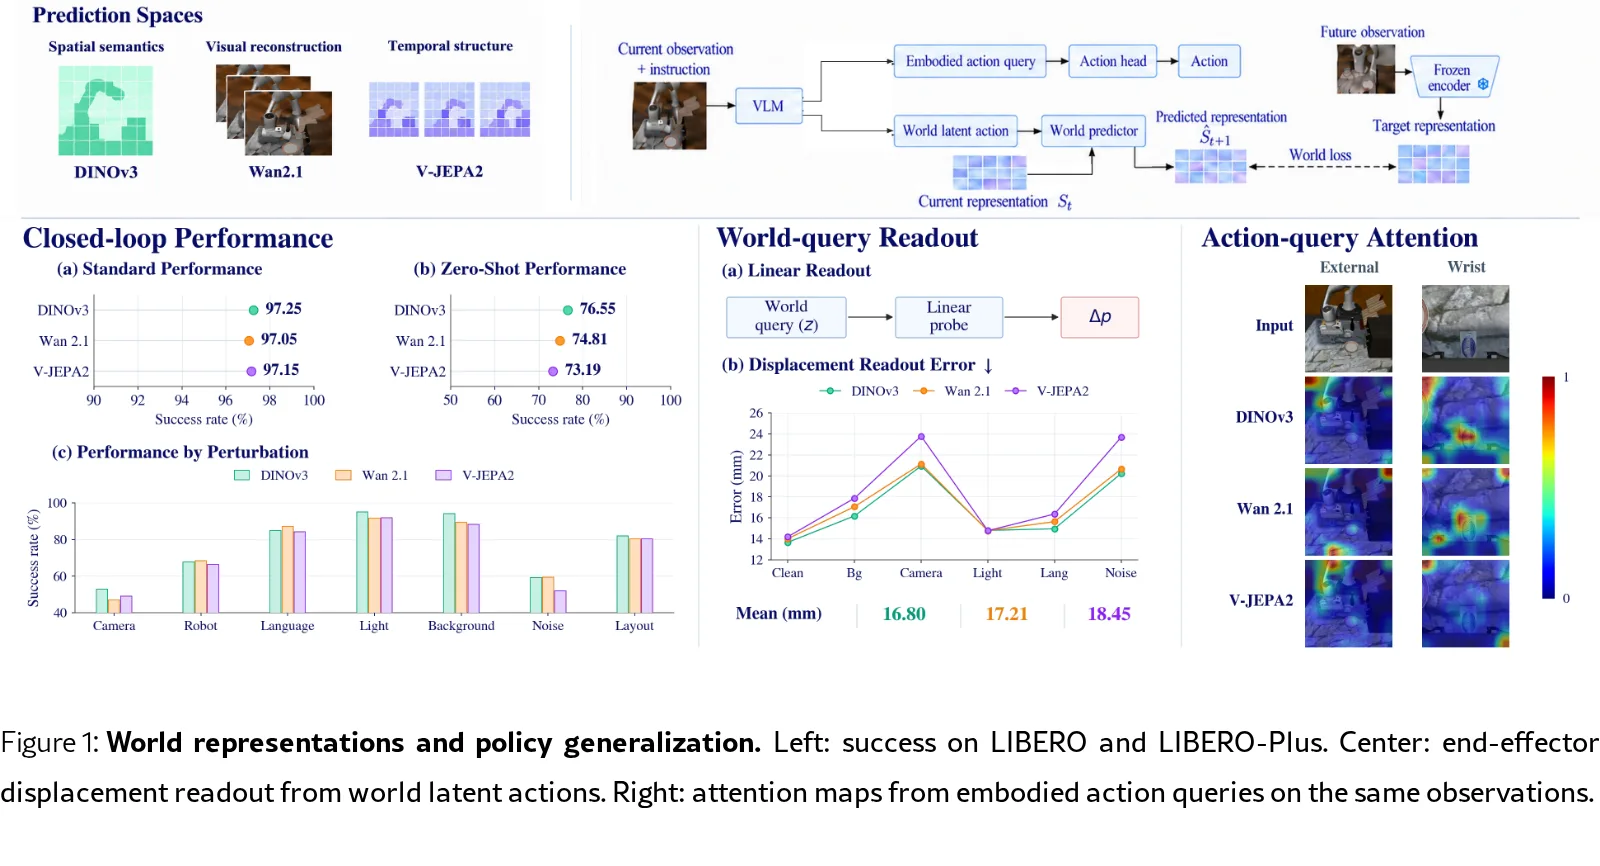 Prediction Spaces
Spatial semantics
Visual reconstruction
Temporal structure
DINOv3
Wan2.1
V-JEPA2
Current observation
+ instruction
VLM
Embodied action query
Action head
Action
World latent action
World predictor
Current representation S_t
Predicted representation
Ŝ_{t+1}
World loss
Future observation
Frozen
encoder
Target representation
Closed-loop Performance
(a) Standard Performance
DINOv3
97.25
Wan 2.1
97.05
V-JEPA2
97.15
90 92 94 96 98 100
Success rate (%)
(b) Zero-Shot Performance
DINOv3
76.55
Wan 2.1
74.81
V-JEPA2
73.19
50 60 70 80 90 100
Success rate (%)
(c) Performance by Perturbation
DINOv3 Wan 2.1 V-JEPA2
Success rate (%)
100
80
60
40
Camera Robot Language Light Background Noise Layout
World-query Readout
(a) Linear Readout
World
query (z)
Linear
probe
Δp
(b) Displacement Readout Error ↓
DINOv3 Wan 2.1 V-JEPA2
Error (mm)
26
24
22
20
18
16
14
12
Clean Bg Camera Light Lang Noise
Mean (mm) 16.80 17.21 18.45
Action-query Attention
External Wrist
Input
DINOv3
Wan 2.1
V-JEPA2
1
0
Figure 1: World representations and policy generalization. Left: success on LIBERO and LIBERO-Plus. Center: end-effector
displacement readout from world latent actions. Right: attention maps from embodied action queries on the same observations.